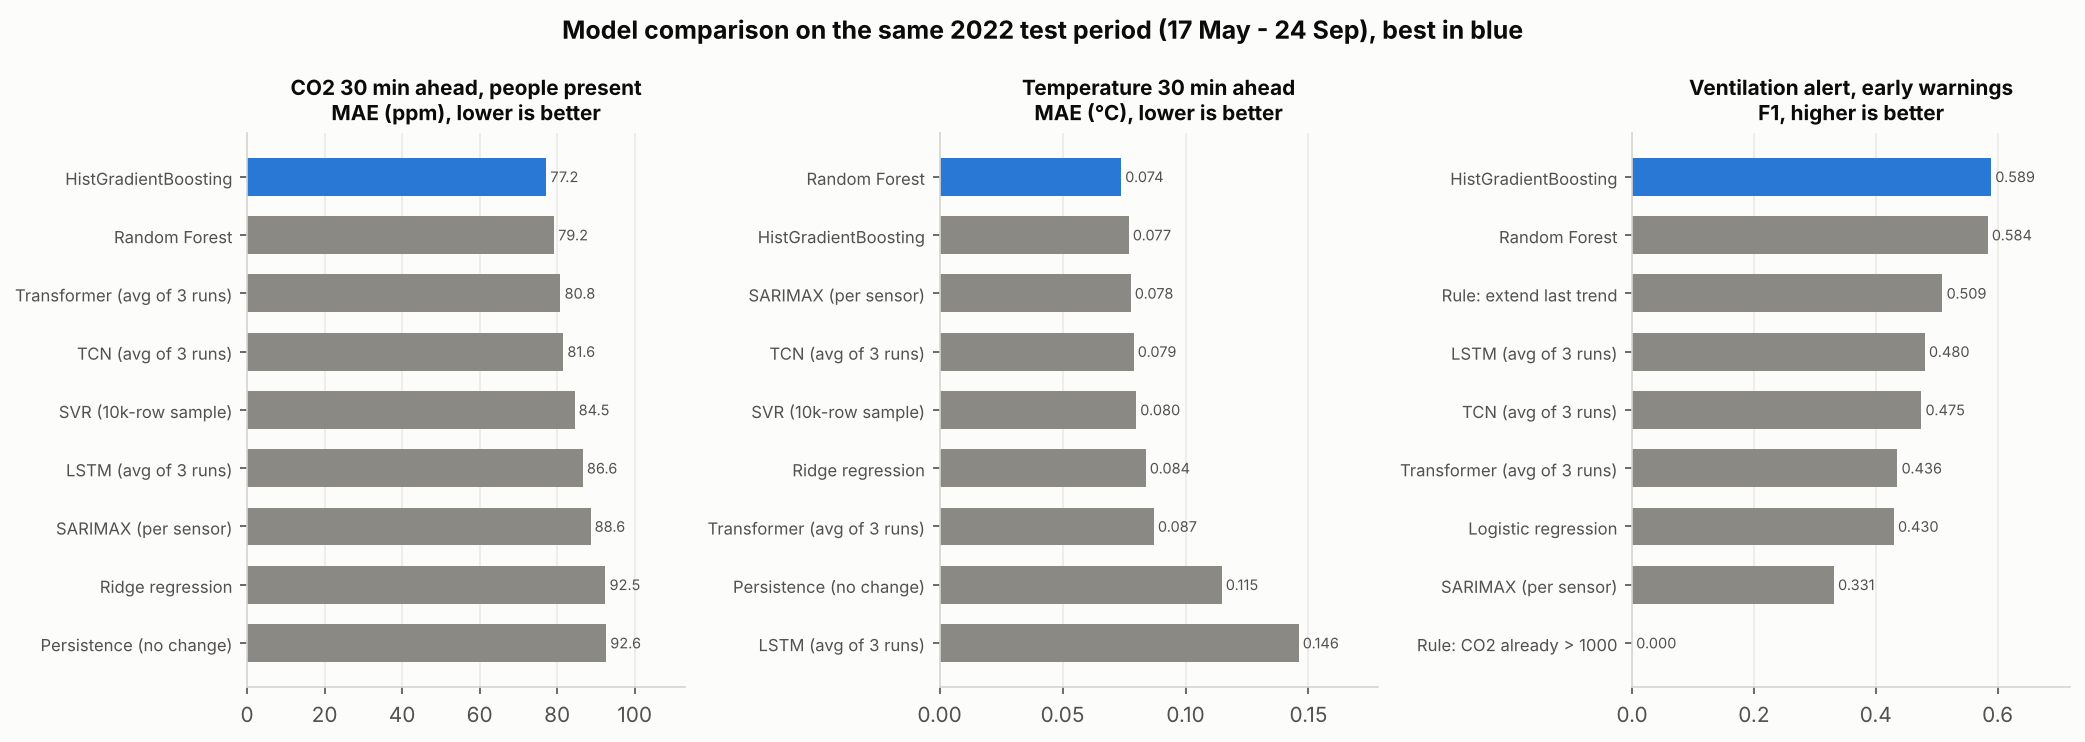 Model comparison on the same 2022 test period (17 May - 24 Sep), best in blue
CO2 30 min ahead, people present
MAE (ppm), lower is better
HistGradientBoosting 77.2
Random Forest 79.2
Transformer (avg of 3 runs) 80.8
TCN (avg of 3 runs) 81.6
SVR (10k-row sample) 84.5
LSTM (avg of 3 runs) 86.6
SARIMAX (per sensor) 88.6
Ridge regression 92.5
Persistence (no change) 92.6
0 20 40 60 80 100
Temperature 30 min ahead
MAE (°C), lower is better
Random Forest 0.074
HistGradientBoosting 0.077
SARIMAX (per sensor) 0.078
TCN (avg of 3 runs) 0.079
SVR (10k-row sample) 0.080
Ridge regression 0.084
Transformer (avg of 3 runs) 0.087
Persistence (no change) 0.115
LSTM (avg of 3 runs) 0.146
0.00 0.05 0.10 0.15
Ventilation alert, early warnings
F1, higher is better
HistGradientBoosting 0.589
Random Forest 0.584
Rule: extend last trend 0.509
LSTM (avg of 3 runs) 0.480
TCN (avg of 3 runs) 0.475
Transformer (avg of 3 runs) 0.436
Logistic regression 0.430
SARIMAX (per sensor) 0.331
Rule: CO2 already > 1000 0.000
0.0 0.2 0.4 0.6